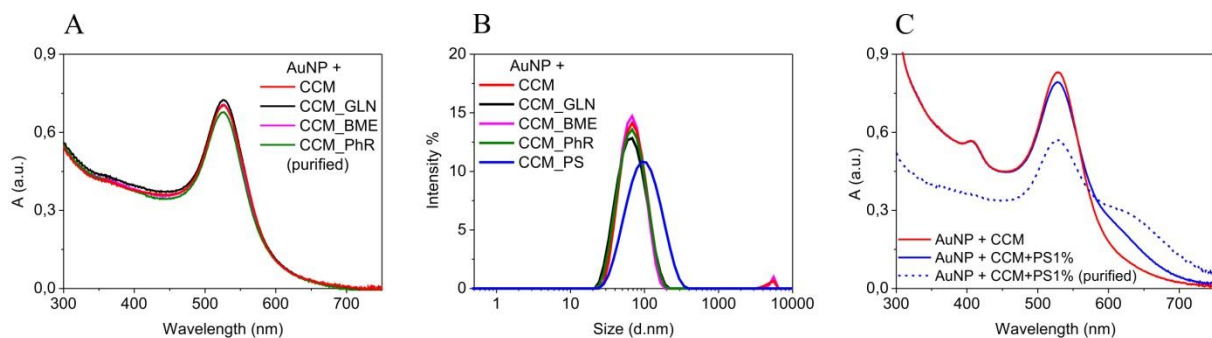 A
0,9
0,6
0,3
0,0
300
400
500
600
700
A (a.u.)
Wavelength (nm)
AuNP +
CCM
CCM_GLN
CCM_BME
CCM_PhR
(purified)
B
20
15
10
5
0
1
10
100
1000
10000
Intensity %
Size (d.nm)
AuNP +
CCM
CCM_GLN
CCM_BME
CCM_PhR
CCM_PS
C
0,9
0,6
0,3
0,0
300
400
500
600
700
A (a.u.)
Wavelength (nm)
AuNP + CCM
AuNP + CCM+PS1%
AuNP + CCM+PS1% (purified)